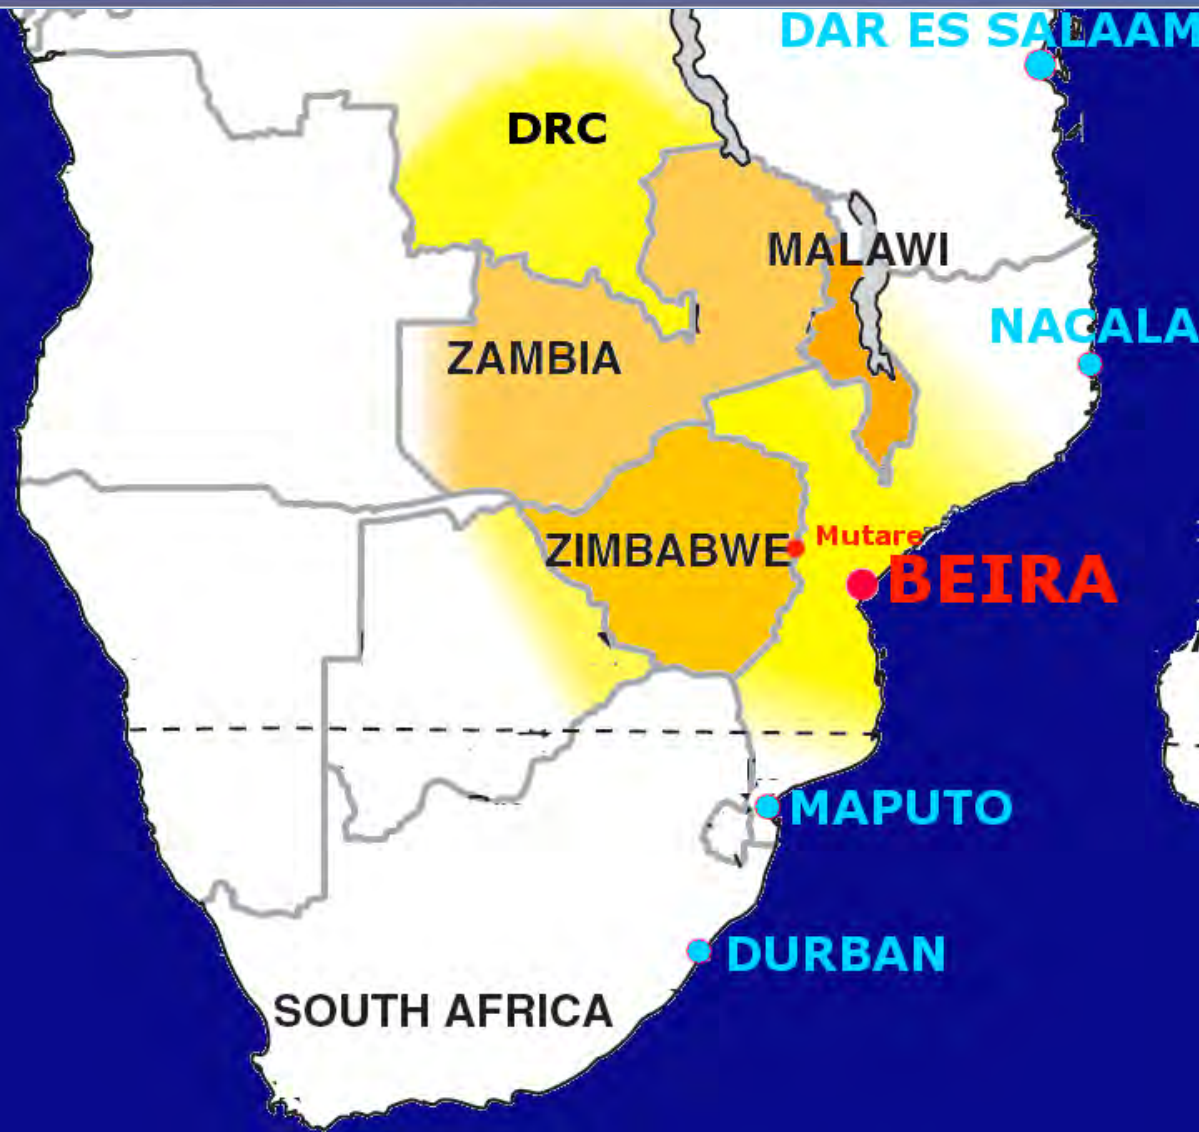 DAR ES SALAAM
DRC
MALAWI
NACALA
ZAMBIA
Mutare
ZIMBABWE
BEIRA
MAPUTO
DURBAN
SOUTH AFRICA